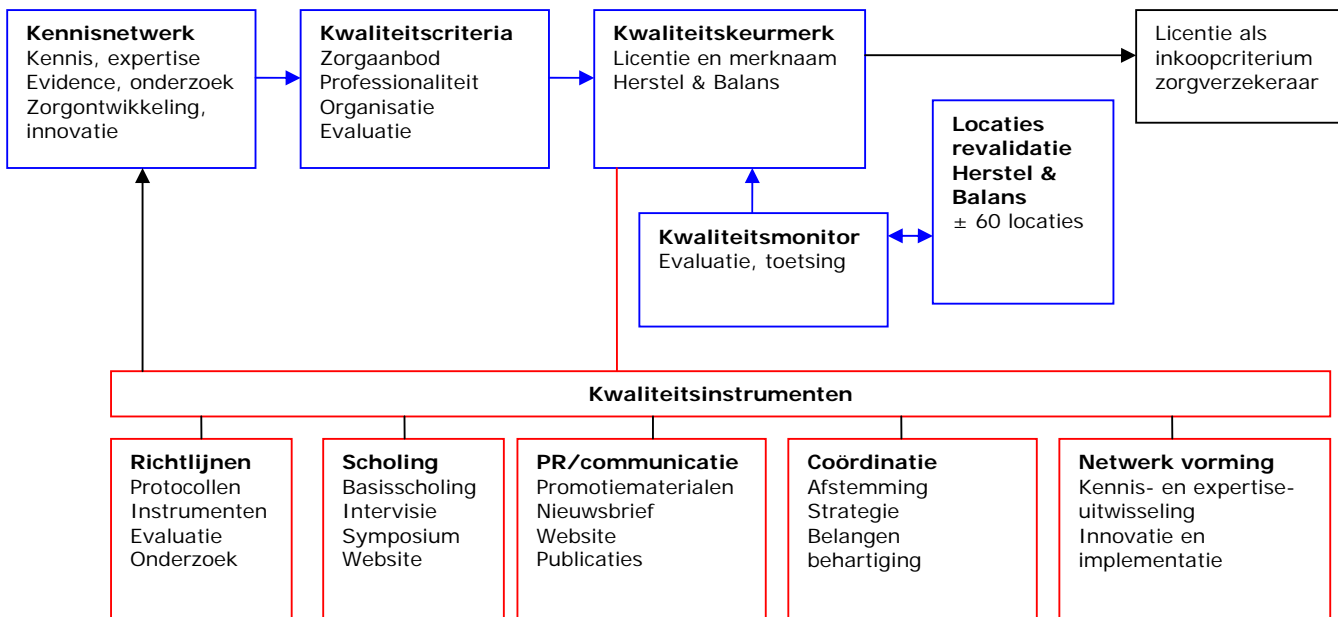 Kennisnetwerk
Kennis, expertise
Evidence, onderzoek
Zorgontwikkeling,
innovatie
Kwaliteitscriteria
Zorgaanbod
Professionaliteit
Organisatie
Evaluatie
Kwaliteitskeurmerk
Licentie en merknaam
Herstel & Balans
Licentie als
inkoopcriterium
zorgverzekeraar
Locaties
revalidatie
Herstel &
Balans
± 60 locaties
Kwaliteitsmonitor
Evaluatie, toetsing
Kwaliteitsinstrumenten
Richtlijnen
Protocollen
Instrumenten
Evaluatie
Onderzoek
Scholing
Basisscholing
Intervisie
Symposium
Website
PR/communicatie
Promotiematerialen
Nieuwsbrief
Website
Publicaties
Coördinatie
Afstemming
Strategie
Belangen
behartiging
Netwerk vorming
Kennis- en expertise-
uitwisseling
Innovatie en
implementatie